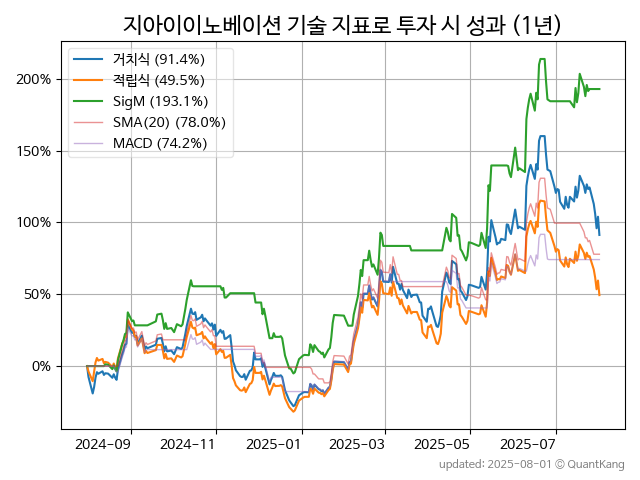 지아이이노베이션 기술 지표로 투자 시 성과 (1년)
거치식 (91.4%)
적립식 (49.5%)
SigM (193.1%)
SMA(20) (78.0%)
MACD (74.2%)
200%
150%
100%
50%
0%
2024-09 2024-11 2025-01 2025-03 2025-05 2025-07
updated: 2025-08-01 © QuantKang